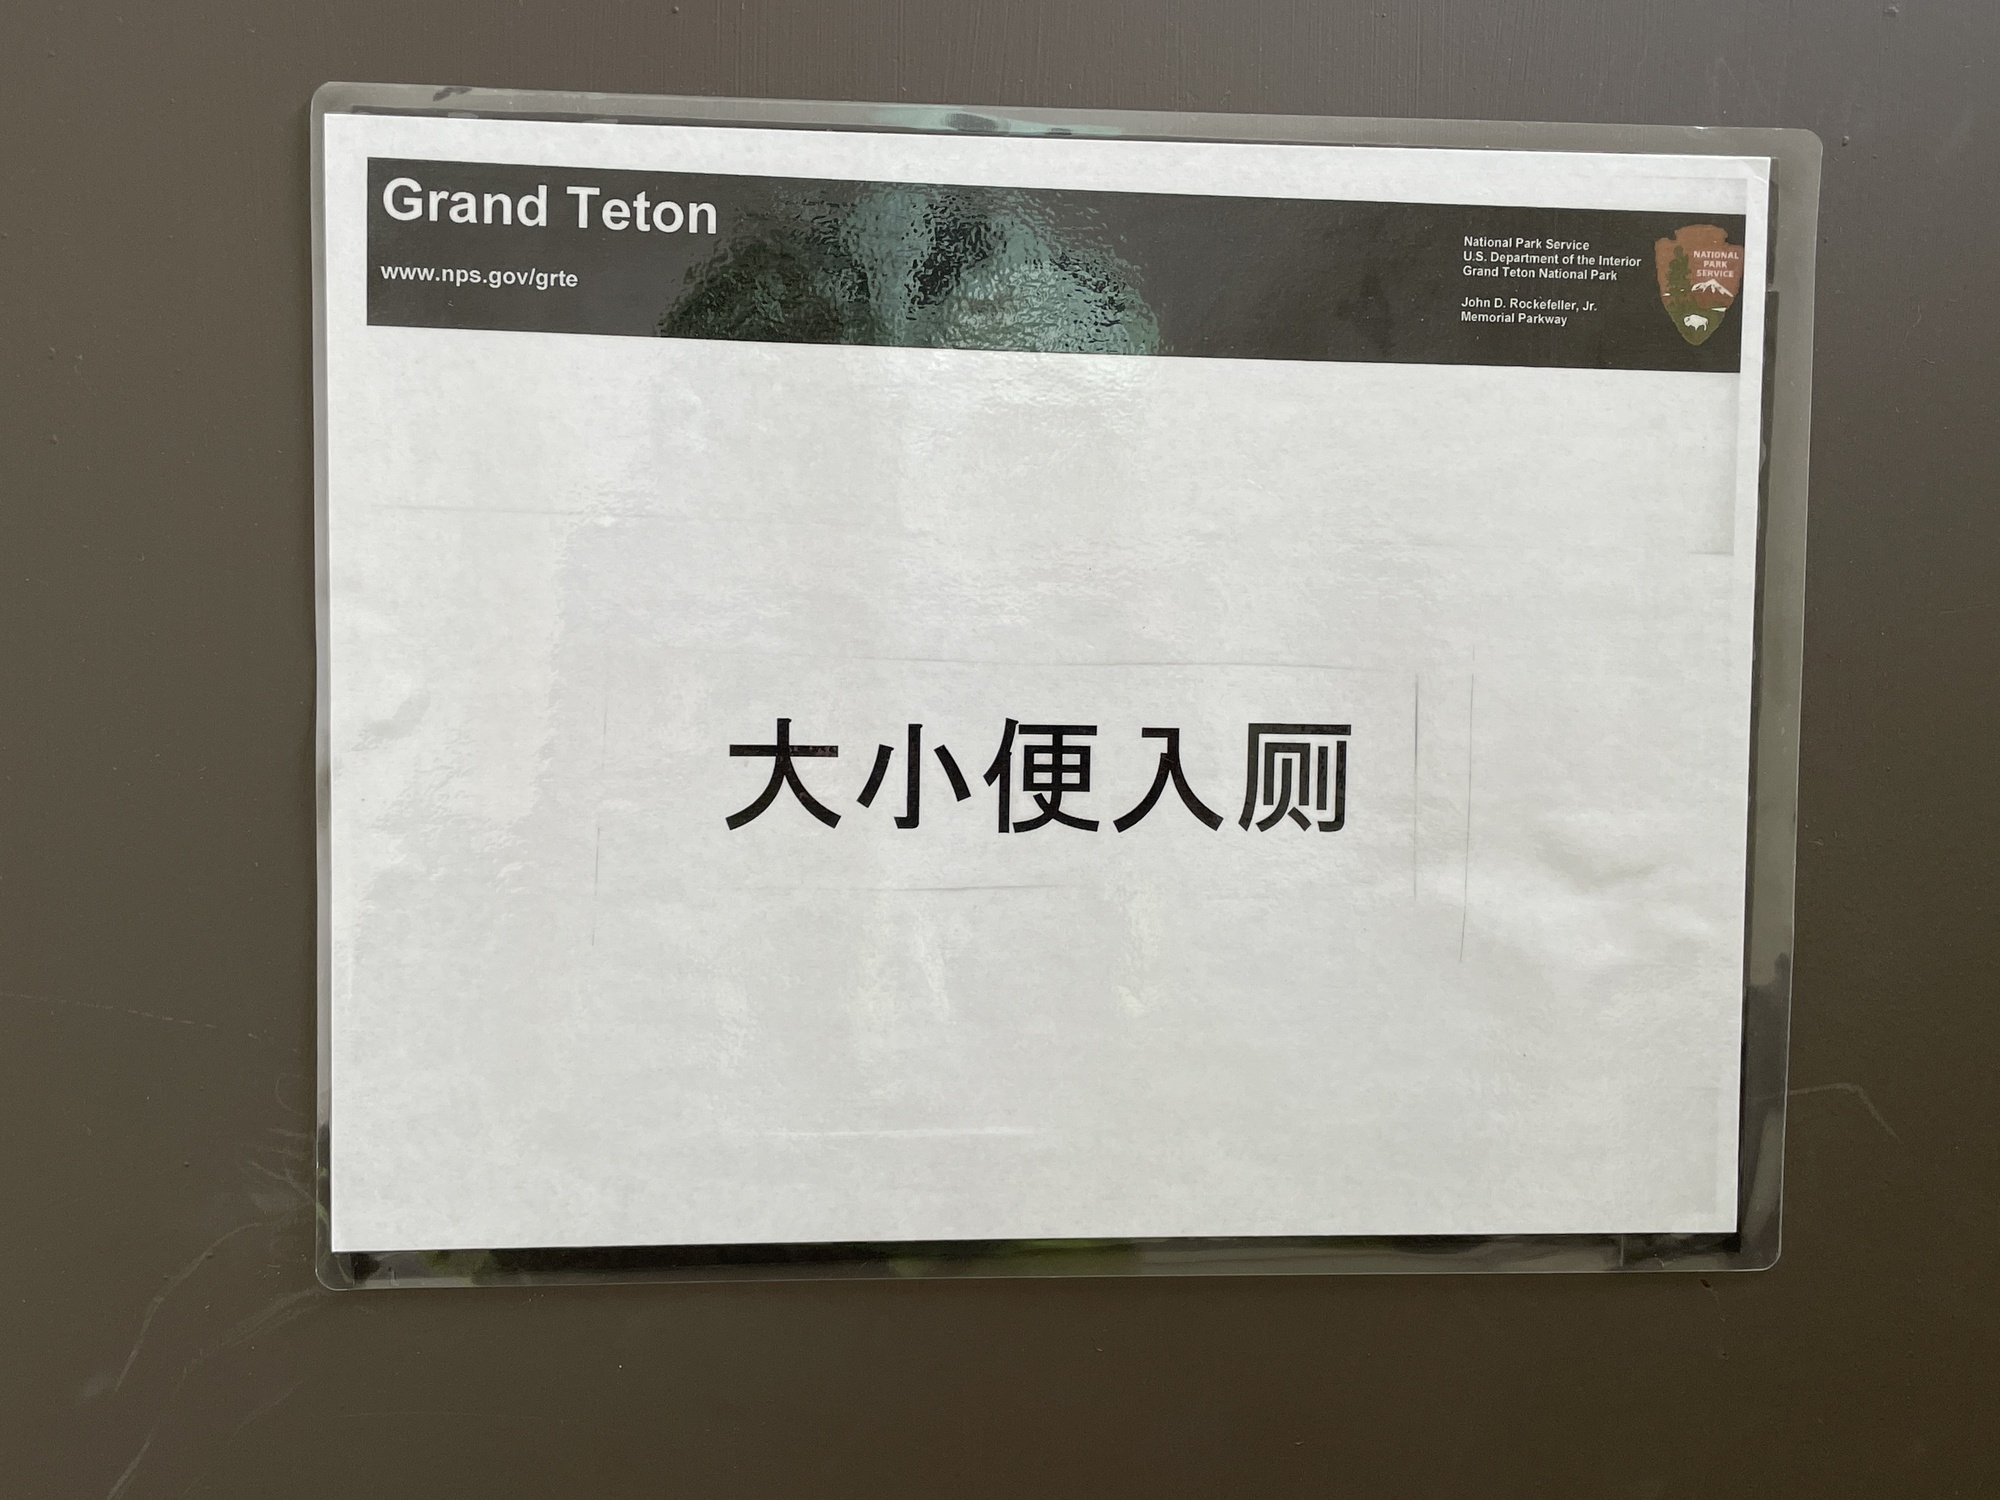 Grand Teton
www.nps.gov/grte
National Park Service
U.S. Department of the Interior
Grand Teton National Park
John D. Rockefeller, Jr.
Memorial Parkway
NATIONAL
PARK
SERVICE
大小便入厕